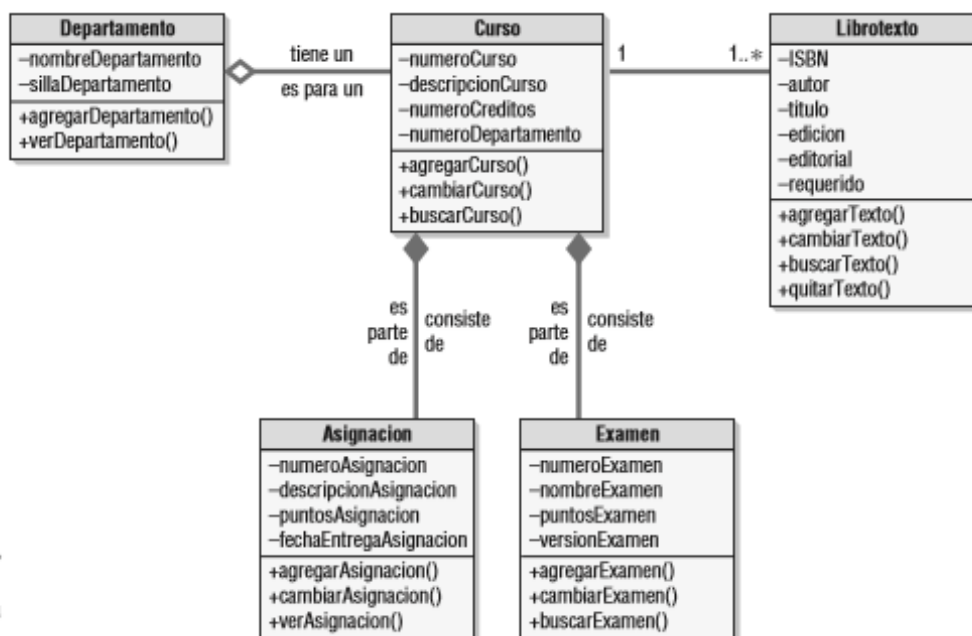 Departamento
–nombreDepartamento
–sillaDepartamento
+agregarDepartamento()
+verDepartamento()
tiene un
es para un
Curso
–numeroCurso
–descripcionCurso
–numeroCreditos
–numeroDepartamento
+agregarCurso()
+cambiarCurso()
+buscarCurso()
1
1..*
Librotexto
–ISBN
–autor
–titulo
–edicion
–editorial
–requerido
+agregarTexto()
+cambiarTexto()
+buscarTexto()
+quitarTexto()
es
parte
de
consiste
de
es
parte
de
consiste
de
Asignacion
–numeroAsignacion
–descripcionAsignacion
–puntosAsignacion
–fechaEntregaAsignacion
+agregarAsignacion()
+cambiarAsignacion()
+verAsignacion()
Examen
–numeroExamen
–nombreExamen
–puntosExamen
–versionExamen
+agregarExamen()
+cambiarExamen()
+buscarExamen()